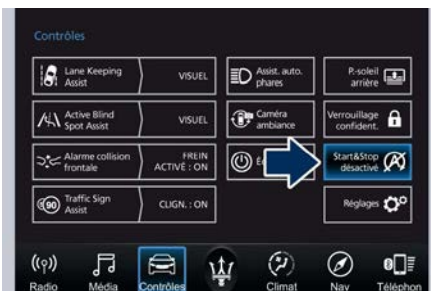 Contrôles
Lane Keeping
Assist
VISUEL
Assist. auto.
phares
P.-soleil
arrière
Active Blind
Spot Assist
VISUEL
Caméra
ambiance
Verrouillage
confident.
Alarme collision
frontale
FREIN
ACTIVÉ : ON
Start&Stop
désactivé
90
Traffic Sign
Assist
CLIGN. : ON
Réglages
Radio
Média
Contrôles
Climat
Nav
Téléphon